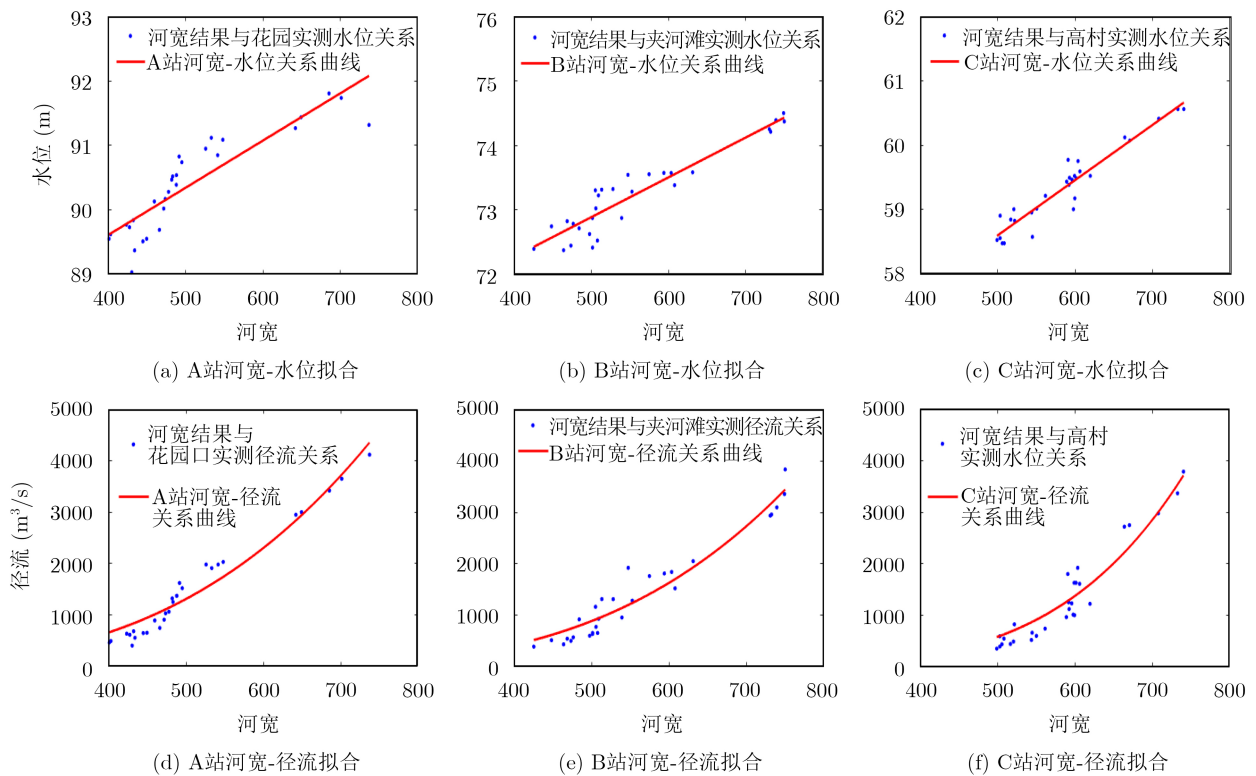 93
92
91
90
89
水位 (m)
河宽结果与花园实测水位关系
A站河宽-水位关系曲线
400 500 600 700 800
河宽
(a) A站河宽-水位拟合
76
75
74
73
72
河宽结果与夹河滩实测水位关系
B站河宽-水位关系曲线
400 500 600 700 800
河宽
(b) B站河宽-水位拟合
62
61
60
59
58
河宽结果与高村实测水位关系
C站河宽-水位关系曲线
400 500 600 700 800
河宽
(c) C站河宽-水位拟合
5000
4000
3000
2000
1000
0
径流 (m³/s)
河宽结果与
花园口实测径流关系
A站河宽-径流
关系曲线
400 500 600 700 800
河宽
(d) A站河宽-径流拟合
5000
4000
3000
2000
1000
0
河宽结果与夹河滩实测径流关系
B站河宽-径流关系曲线
400 500 600 700 800
河宽
(e) B站河宽-径流拟合
5000
4000
3000
2000
1000
0
河宽结果与高村
实测水位关系
C站河宽-径流
关系曲线
400 500 600 700 800
河宽
(f) C站河宽-径流拟合